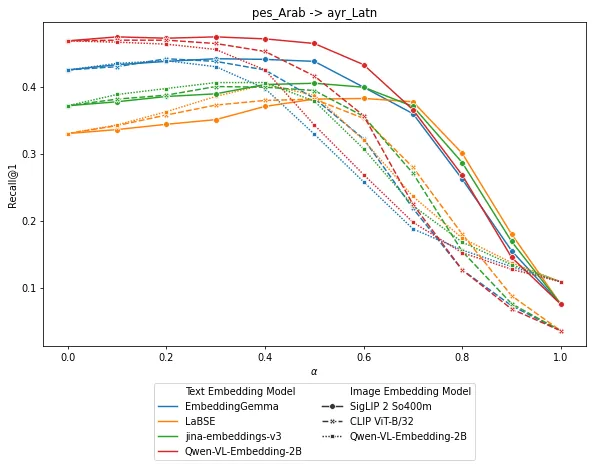 pes_Arab -> ayr_Latn
Recall@1
0.4
0.3
0.2
0.1
0.0 0.2 0.4 0.6 0.8 1.0
α
Text Embedding Model Image Embedding Model
EmbeddingGemma SigLIP 2 So400m
LaBSE CLIP ViT-B/32
jina-embeddings-v3 Qwen-VL-Embedding-2B
Qwen-VL-Embedding-2B